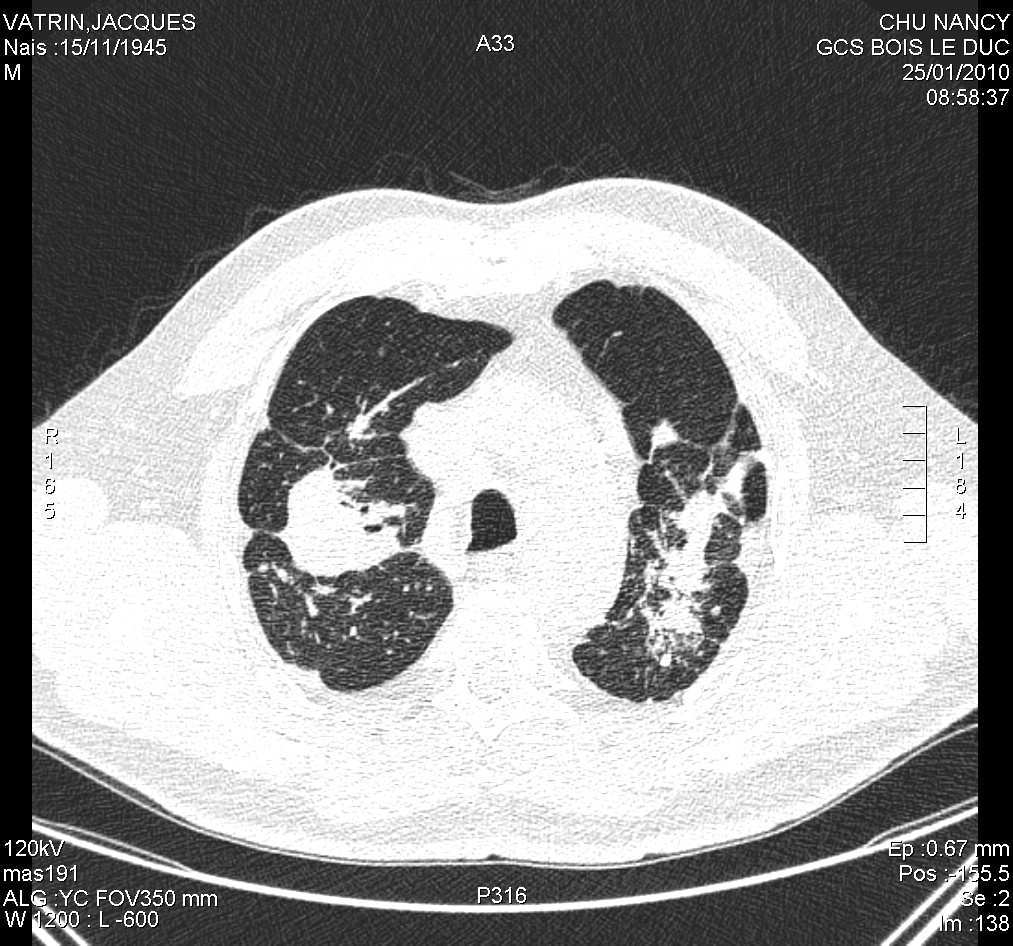 VATRIN,JACQUES
Nais :15/11/1945
M
A33
CHU NANCY
GCS BOIS LE DUC
25/01/2010
08:58:37
R
1
6
5
L
1
8
4
120kV
mas191
ALG :YC FOV350 mm
W 1200 : L -600
P316
Ep :0.67 mm
Pos :-155.5
Se :2
Im :138